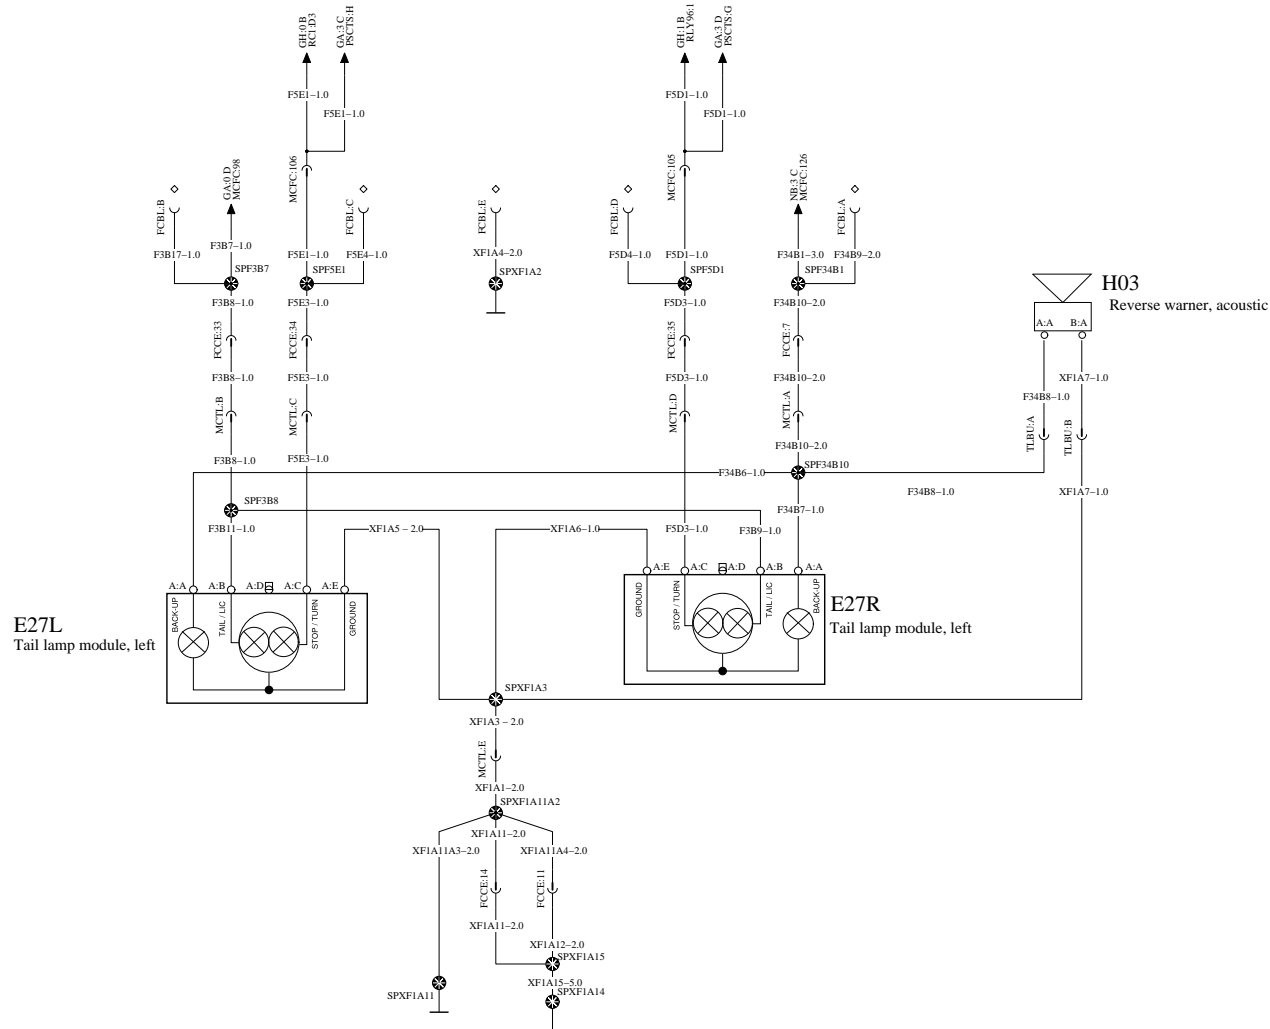 GH:0 B
RC1:D3
GA:3 C
PSCTS:H
GH:1 B
RLY96:1
GA:3 D
PSCTS:G
F5E1–1.0
F5E1–1.0
F5D1–1.0
F5D1–1.0
MCFC:106
MCFC:105
GA:0 D
MCFC:98
NB:3 C
MCFC:126
FCBL:B
FCBL:C
FCBL:E
FCBL:D
FCBL:A
F3B17–1.0
F3B7–1.0
F5E1–1.0
F5E4–1.0
XF1A4–2.0
F5D4–1.0
F5D1–1.0
F34B1–3.0
F34B9–2.0
SPF3B7
SPF5E1
SPXF1A2
SPF5D1
SPF34B1
H03
Reverse warner, acoustic
A:A
B:A
F3B8–1.0
F5E3–1.0
F5D3–1.0
F34B10–2.0
FCCE:33
FCCE:34
FCCE:35
FCCE:7
F3B8–1.0
F5E3–1.0
F5D3–1.0
F34B10–2.0
XF1A7–1.0
F34B8–1.0
MCTL:B
MCTL:C
MCTL:D
MCTL:A
TLBU:A
TLBU:B
F34B10–2.0
F3B8–1.0
F5E3–1.0
F34B6–1.0
SPF34B10
F34B8–1.0
XF1A7–1.0
SPF3B8
F34B7–1.0
F3B11–1.0
XF1A5 – 2.0
XF1A6–1.0
F5D3–1.0
F3B9–1.0
A:E
A:C
A:D
A:B
A:A
A:A
A:B
A:D
A:C
A:E
E27L
Tail lamp module, left
BACK-UP
TAIL / LIC
STOP / TURN
GROUND
GROUND
STOP / TURN
TAIL / LIC
BACK-UP
E27R
Tail lamp module, left
SPXF1A3
XF1A3 – 2.0
MCTL:E
XF1A1–2.0
SPXF1A11A2
XF1A11–2.0
XF1A11A3–2.0
XF1A11A4–2.0
FCCE:14
FCCE:11
XF1A11–2.0
XF1A12–2.0
SPXF1A15
XF1A15–5.0
SPXF1A14
SPXF1A11